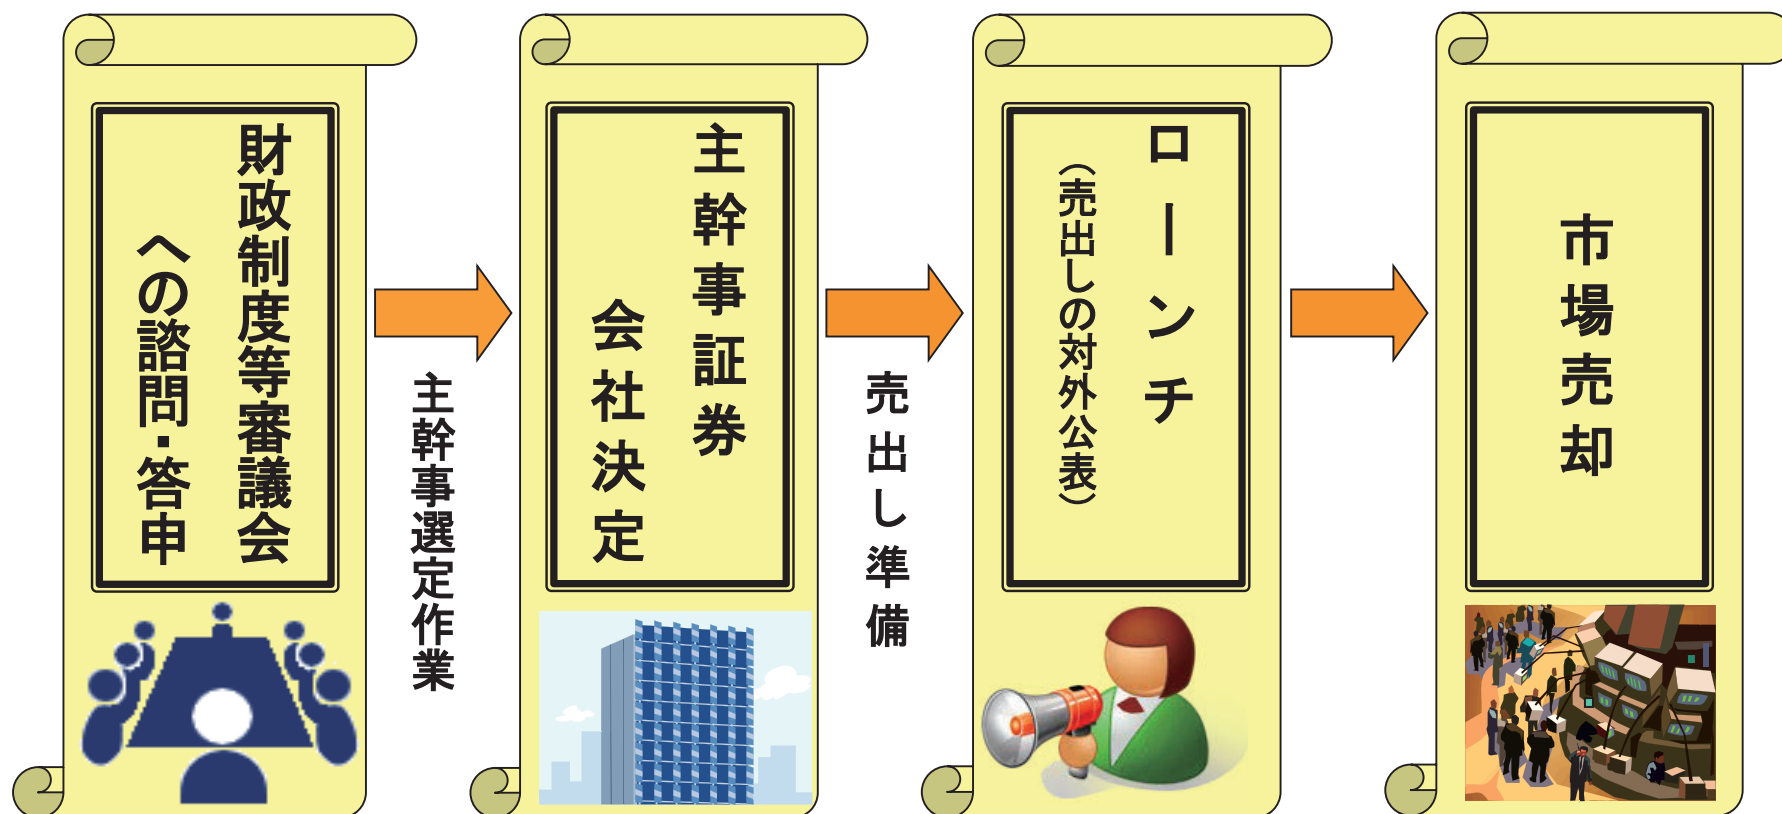 財政制度等審議会
への諮問・答申
主幹事選定作業
主幹事証券
会社決定
売出し準備
ローンチ
（売出しの対外公表）
市場売却